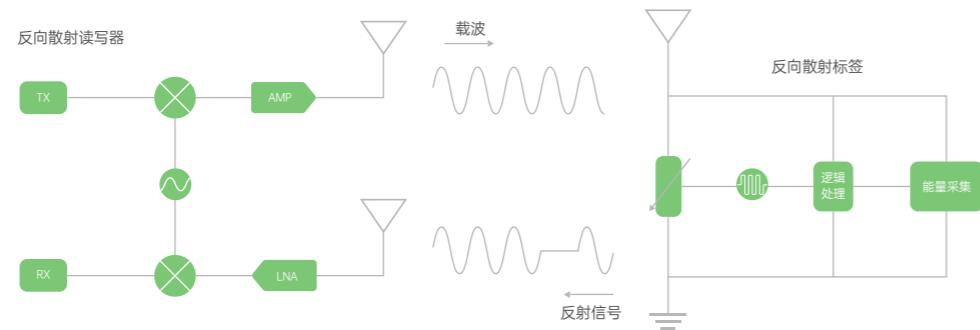 反向散射读写器
载波
反向散射标签
TX
AMP
逻辑
处理
能量采集
RX
LNA
反射信号